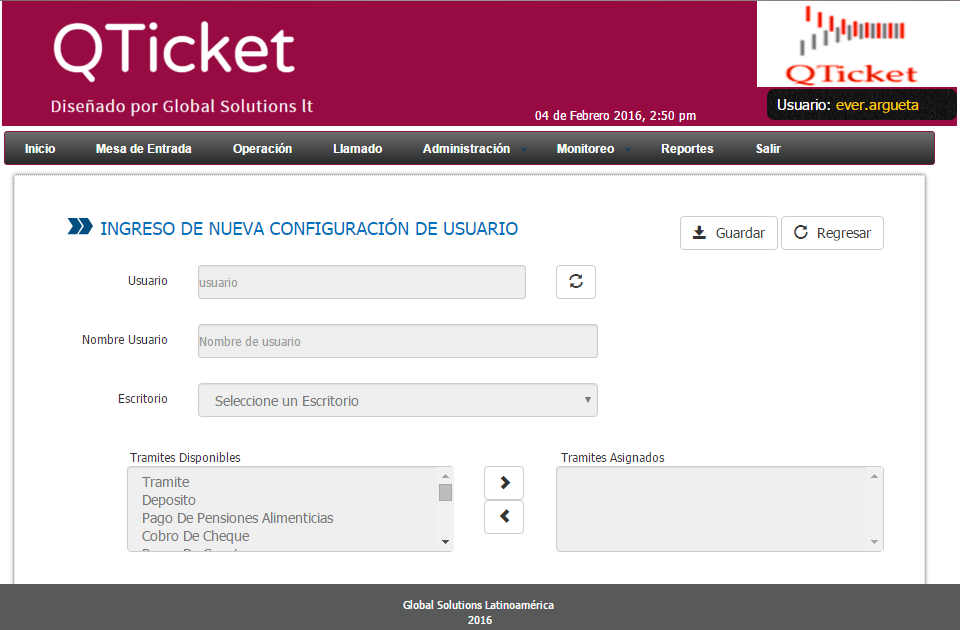 QTicket
Diseñado por Global Solutions lt
04 de Febrero 2016, 2:50 pm
QTicket
Usuario: ever.argueta
Inicio Mesa de Entrada Operación Llamado Administración Monitoreo Reportes Salir
INGRESO DE NUEVA CONFIGURACIÓN DE USUARIO
Guardar Regresar
Usuario usuario
Nombre Usuario Nombre de usuario
Escritorio Seleccione un Escritorio
Tramites Disponibles Tramites Asignados
Tramite
Deposito
Pago De Pensiones Alimenticias
Cobro De Cheque
Global Solutions Latinoamérica
2016